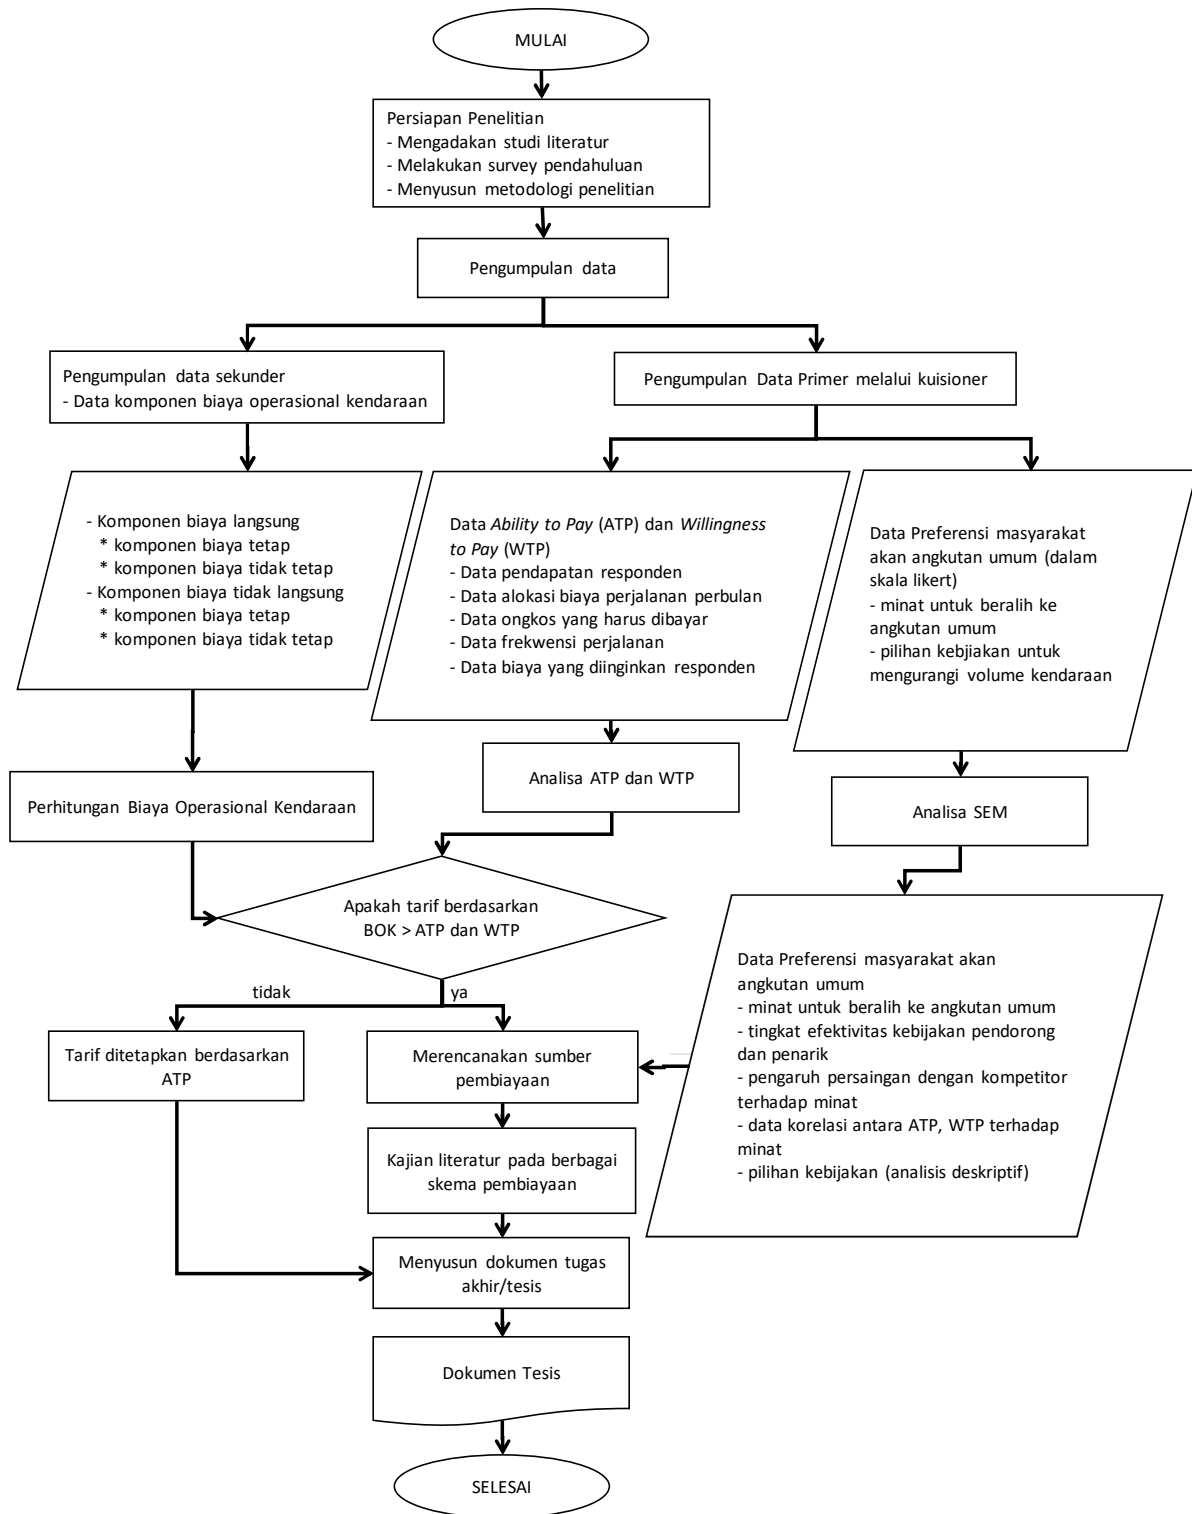 MULAI
Persiapan Penelitian
- Mengadakan studi literatur
- Melakukan survey pendahuluan
- Menyusun metodologi penelitian
Pengumpulan data
Pengumpulan data sekunder
- Data komponen biaya operasional kendaraan
Pengumpulan Data Primer melalui kuisioner
- Komponen biaya langsung
* komponen biaya tetap
* komponen biaya tidak tetap
- Komponen biaya tidak langsung
* komponen biaya tetap
* komponen biaya tidak tetap
Data Ability to Pay (ATP) dan Willingness
to Pay (WTP)
- Data pendapatan responden
- Data alokasi biaya perjalanan perbulan
- Data ongkos yang harus dibayar
- Data frekwensi perjalanan
- Data biaya yang diinginkan responden
Data Preferensi masyarakat
akan angkutan umum (dalam
skala likert)
- minat untuk beralih ke
angkutan umum
- pilihan kebjiakan untuk
mengurangi volume kendaraan
Perhitungan Biaya Operasional Kendaraan
Analisa ATP dan WTP
Analisa SEM
Apakah tarif berdasarkan
BOK > ATP dan WTP
tidak
ya
Data Preferensi masyarakat akan
angkutan umum
- minat untuk beralih ke angkutan umum
- tingkat efektivitas kebijakan pendorong
dan penarik
- pengaruh persaingan dengan kompetitor
terhadap minat
- data korelasi antara ATP, WTP terhadap
minat
- pilihan kebijakan (analisis deskriptif)
Tarif ditetapkan berdasarkan
ATP
Merencanakan sumber
pembiayaan
Kajian literatur pada berbagai
skema pembiayaan
Menyusun dokumen tugas
akhir/tesis
Dokumen Tesis
SELESAI